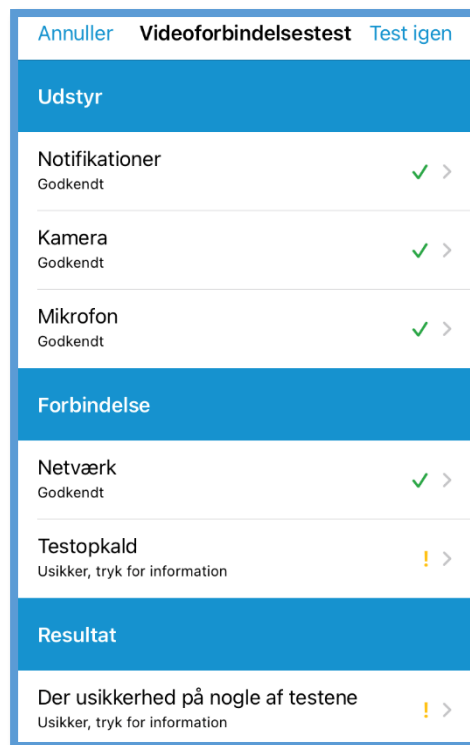 Annuller Videoforbindelsestest Test igen
Udstyr
Notifikationer
Godkendt
Kamera
Godkendt
Mikrofon
Godkendt
Forbindelse
Netværk
Godkendt
Testopkald
Usikker, tryk for information
Resultat
Der usikkerhed på nogle af testene
Usikker, tryk for information